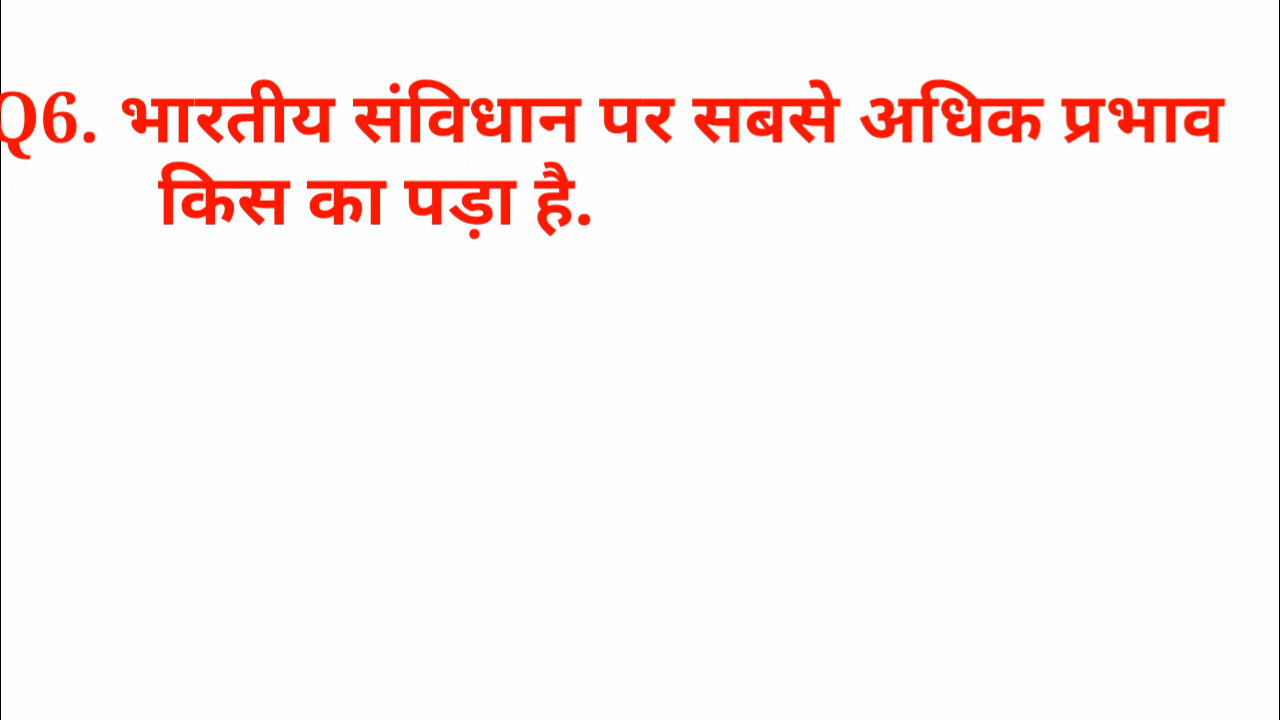 Q6. भारतीय संविधान पर सबसे अधिक प्रभाव
किस का पड़ा है.